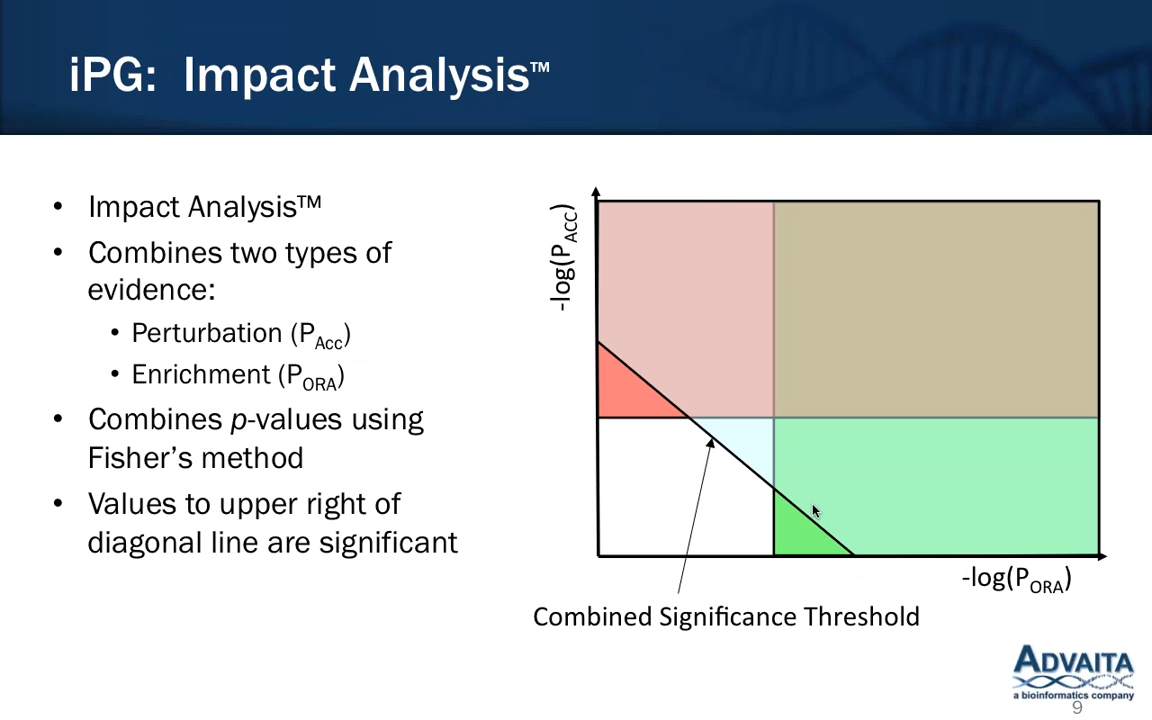 iPG: Impact Analysis™
• Impact Analysis™
• Combines two types of
evidence:
• Perturbation (PAcc)
• Enrichment (PORA)
• Combines p-values using
Fisher's method
• Values to upper right of
diagonal line are significant
-log(PACC)
-log(PORA)
Combined Significance Threshold
ADVAITA
a bioinformatics company
9